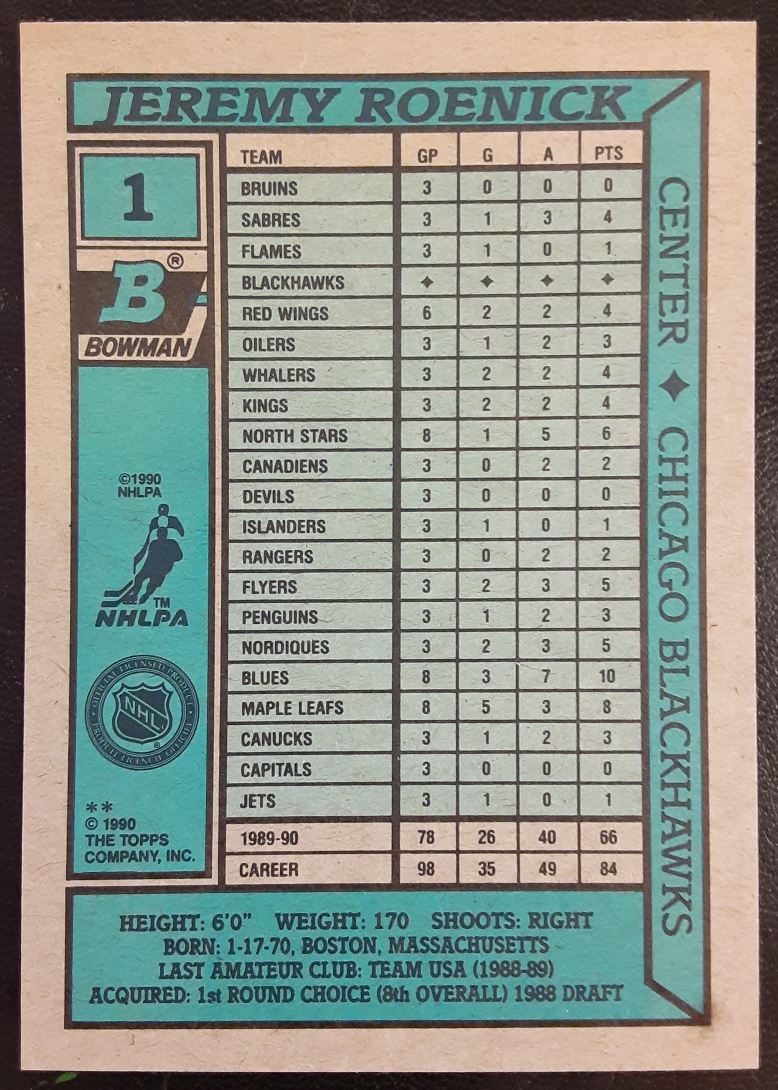 JEREMY ROENICK
CENTER ✦ CHICAGO BLACKHAWKS
1
B®
BOWMAN
©1990
NHLPA
TM
NHLPA
OFFICIAL LICENSED PRODUCT
NHL
®
PRODUIT LICENCIÉ OFFICIEL
**
© 1990
THE TOPPS
COMPANY, INC.
TEAM GP G A PTS
BRUINS 3 0 0 0
SABRES 3 1 3 4
FLAMES 3 1 0 1
BLACKHAWKS ✦ ✦ ✦ ✦
RED WINGS 6 2 2 4
OILERS 3 1 2 3
WHALERS 3 2 2 4
KINGS 3 2 2 4
NORTH STARS 8 1 5 6
CANADIENS 3 0 2 2
DEVILS 3 0 0 0
ISLANDERS 3 1 0 1
RANGERS 3 0 2 2
FLYERS 3 2 3 5
PENGUINS 3 1 2 3
NORDIQUES 3 2 3 5
BLUES 8 3 7 10
MAPLE LEAFS 8 5 3 8
CANUCKS 3 1 2 3
CAPITALS 3 0 0 0
JETS 3 1 0 1
1989-90 78 26 40 66
CAREER 98 35 49 84
HEIGHT: 6'0" WEIGHT: 170 SHOOTS: RIGHT
BORN: 1-17-70, BOSTON, MASSACHUSETTS
LAST AMATEUR CLUB: TEAM USA (1988-89)
ACQUIRED: 1st ROUND CHOICE (8th OVERALL) 1988 DRAFT